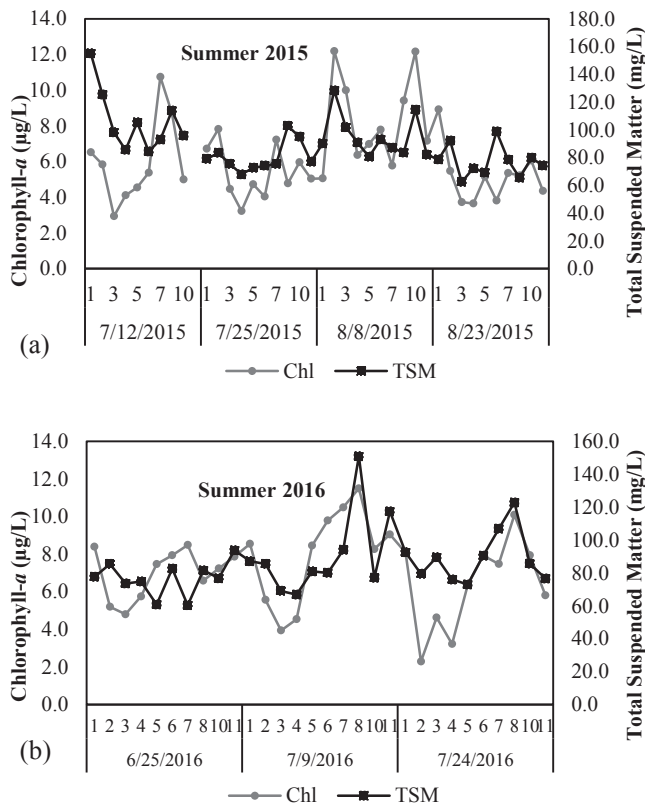 (a)
14.0
12.0
10.0
8.0
6.0
4.0
2.0
0.0
Chlorophyll-a (µg/L)
Summer 2015
180.0
160.0
140.0
120.0
100.0
80.0
60.0
40.0
20.0
0.0
Total Suspended Matter (mg/L)
1 3 5 7 10 1 3 5 7 10 1 3 5 7 10 1 3 5 7 10
7/12/2015 7/25/2015 8/8/2015 8/23/2015
Chl TSM
(b)
14.0
12.0
10.0
8.0
6.0
4.0
2.0
0.0
Chlorophyll-a (µg/L)
Summer 2016
160.0
140.0
120.0
100.0
80.0
60.0
40.0
20.0
0.0
Total Suspended Matter (mg/L)
1 2 3 4 5 6 7 8 10 11 1 2 3 4 5 6 7 8 10 11 1 2 3 4 5 6 7 8 10 11
6/25/2016 7/9/2016 7/24/2016
Chl TSM